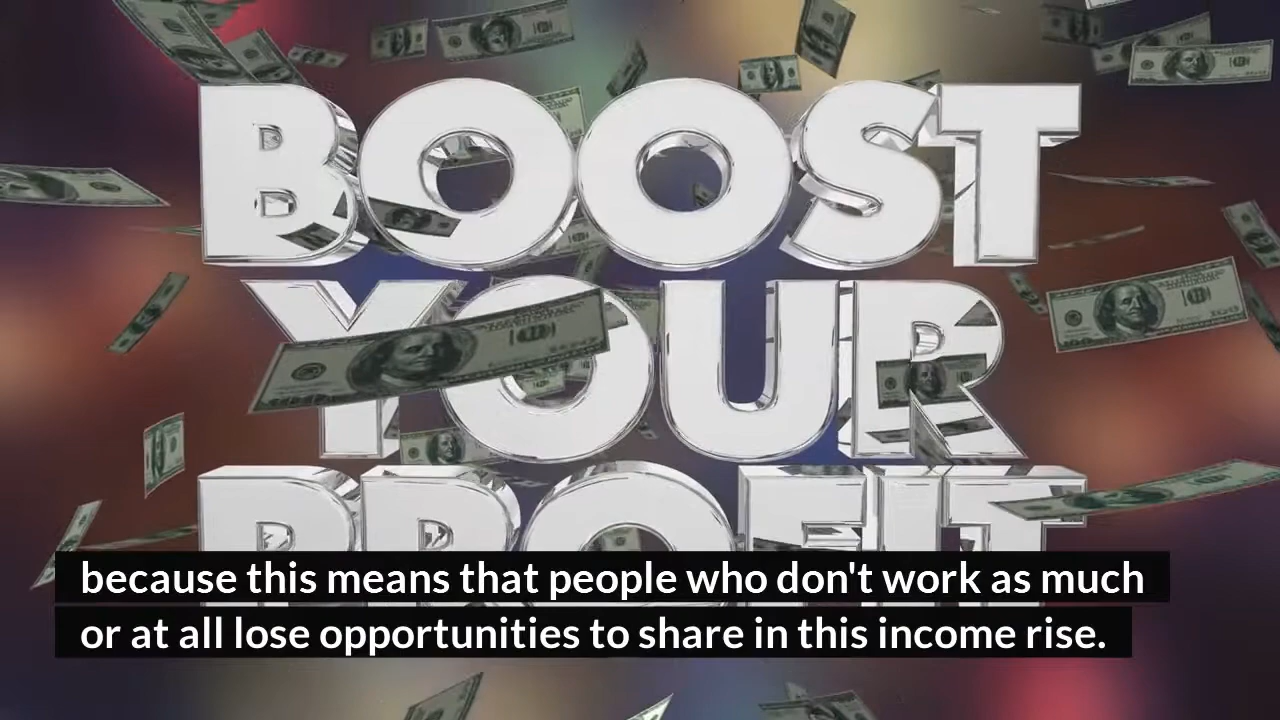 BOOST
YOUR
PROFIT
because this means that people who don't work as much
or at all lose opportunities to share in this income rise.